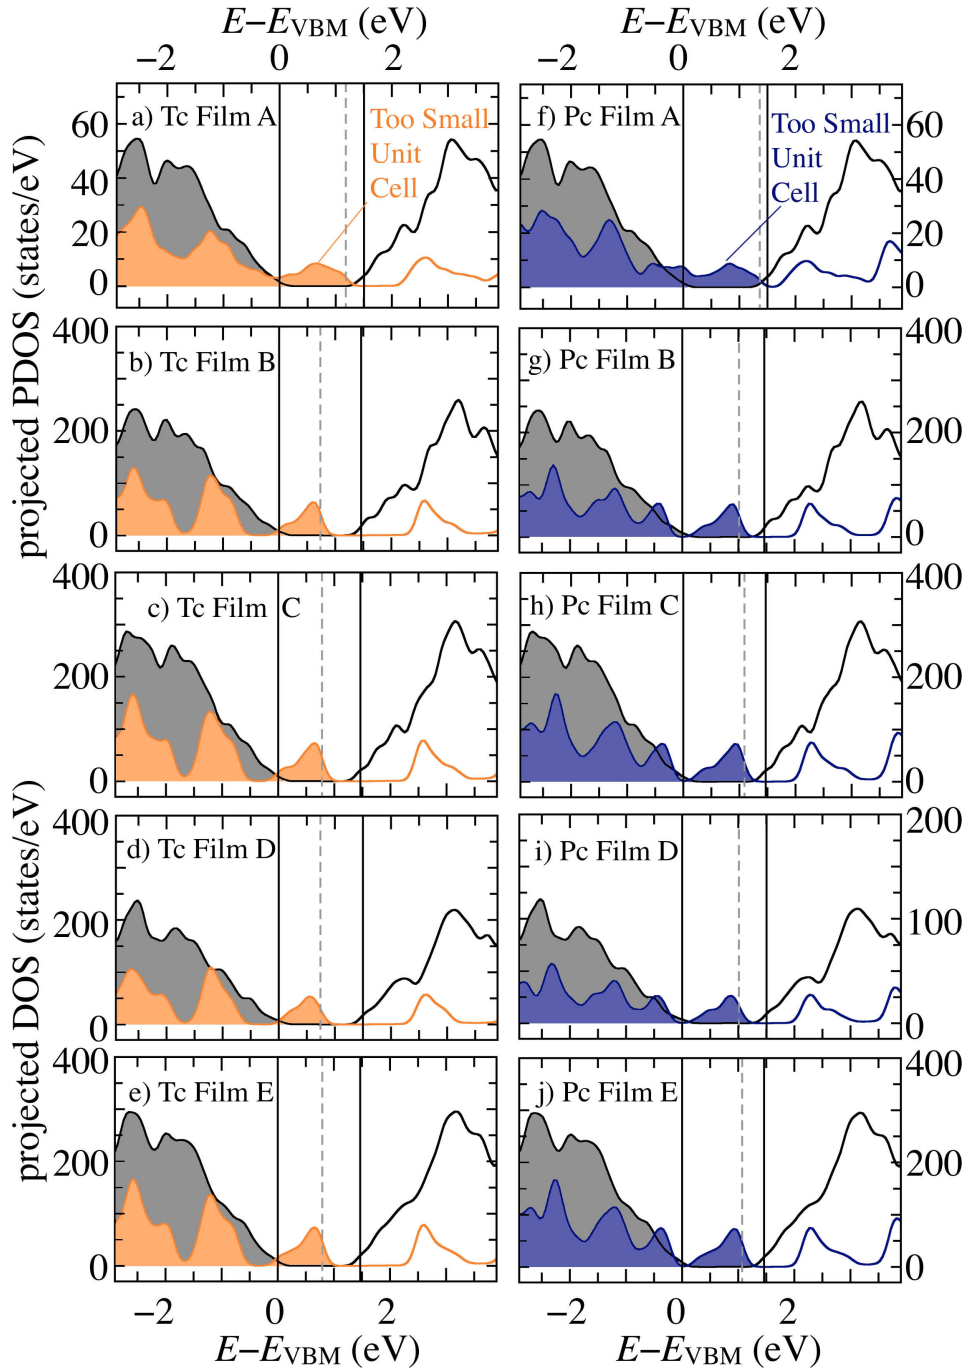 E−E_VBM (eV)
E−E_VBM (eV)
−2 0 2
−2 0 2
projected PDOS (states/eV)
projected DOS (states/eV)
60
40
20
0
a) Tc Film A
Too Small
Unit
Cell
f) Pc Film A
Too Small
Unit
Cell
60
40
20
0
400
200
0
b) Tc Film B
g) Pc Film B
400
200
0
400
200
0
c) Tc Film C
h) Pc Film C
400
200
0
400
200
0
d) Tc Film D
i) Pc Film D
200
100
0
400
200
0
e) Tc Film E
j) Pc Film E
400
200
0
−2 0 2
−2 0 2
E−E_VBM (eV)
E−E_VBM (eV)